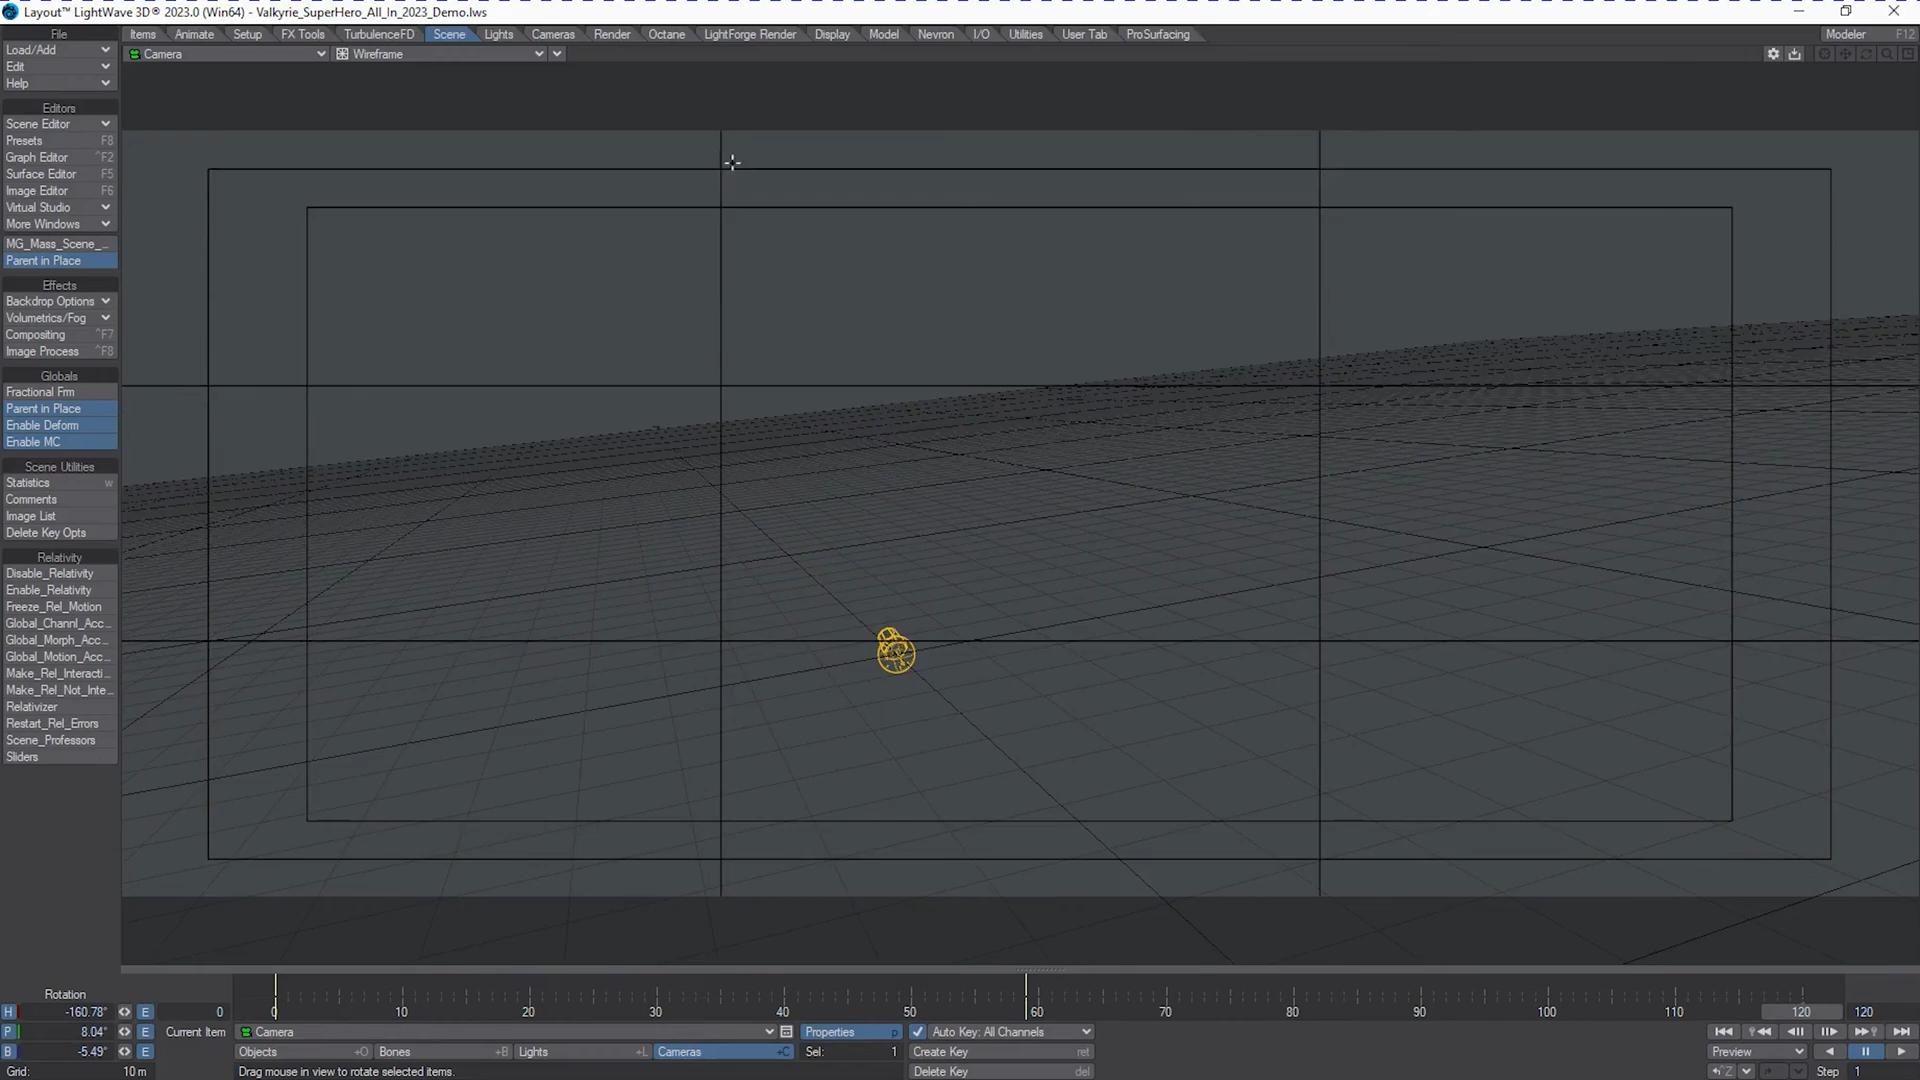 Layout™ LightWave 3D® 2023.0 (Win64) - Valkyrie_SuperHero_All_In_2023_Demo.lws
File Items Animate Setup FX Tools TurbulenceFD Scene Lights Cameras Render Octane LightForge Render Display Model Nevron I/O Utilities User Tab ProSurfacing Modeler F12
Load/Add Camera Wireframe
Edit
Help
Editors
Scene Editor
Presets F8
Graph Editor ^F2
Surface Editor F5
Image Editor F6
Virtual Studio
More Windows
MG_Mass_Scene_...
Parent in Place
Effects
Backdrop Options
Volumetrics/Fog
Compositing ^F7
Image Process ^F8
Globals
Fractional Frm
Parent in Place
Enable Deform
Enable MC
Scene Utilities
Statistics w
Comments
Image List
Delete Key Opts
Relativity
Disable_Relativity
Enable_Relativity
Freeze_Rel_Motion
Global_Channl_Acc...
Global_Morph_Acc...
Global_Motion_Acc...
Make_Rel_Interacti...
Make_Rel_Not_Inte...
Relativizer
Restart_Rel_Errors
Scene_Professors
Sliders
Rotation
H -160.78° E 0 0 10 20 30 40 50 60 70 80 90 100 110 120 120
P 8.04° E Current Item Camera Properties p Auto Key: All Channels
B -5.49° E Objects +O Bones +B Lights +L Cameras +C Sel: 1 Create Key ret Preview
Grid: 10 m Drag mouse in view to rotate selected items. Delete Key del ^Z Step 1